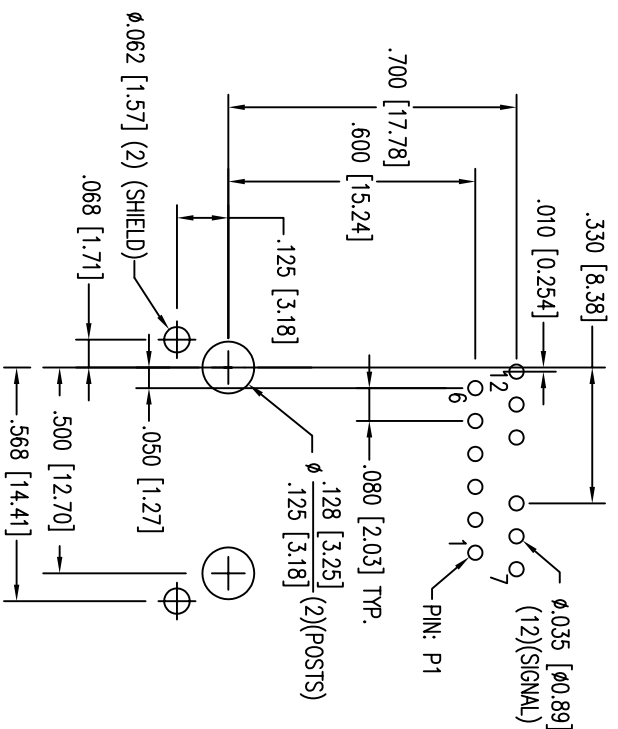 ø.062 [1.57] (2) (SHIELD)
.068 [1.71]
.700 [17.78]
.600 [15.24]
.125 [3.18]
.010 [0.254]
.330 [8.38]
12
6
1
7
ø.035 [ø0.89]
(12)(SIGNAL)
PIN: P1
.080 [2.03] TYP.
ø .128 [3.25]
.125 [3.18]
(2)(POSTS)
.050 [1.27]
.500 [12.70]
.568 [14.41]